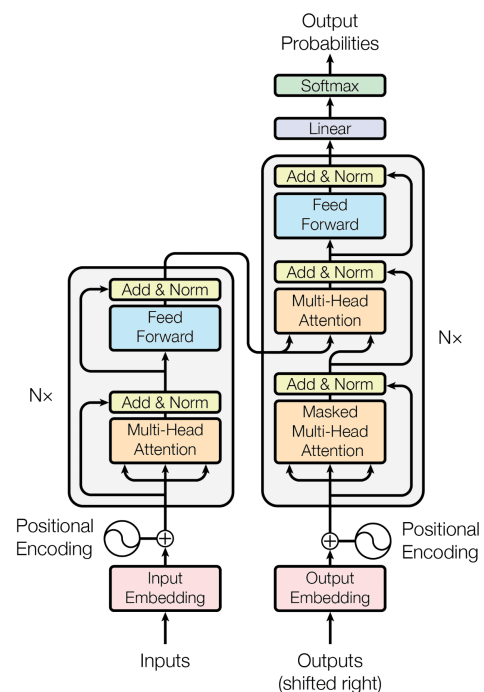 Output
Probabilities
Softmax
Linear
Add & Norm
Feed
Forward
Add & Norm
Multi-Head
Attention
Add & Norm
Masked
Multi-Head
Attention
N×
Add & Norm
Feed
Forward
Add & Norm
Multi-Head
Attention
N×
Positional
Encoding
Positional
Encoding
Input
Embedding
Output
Embedding
Inputs
Outputs
(shifted right)